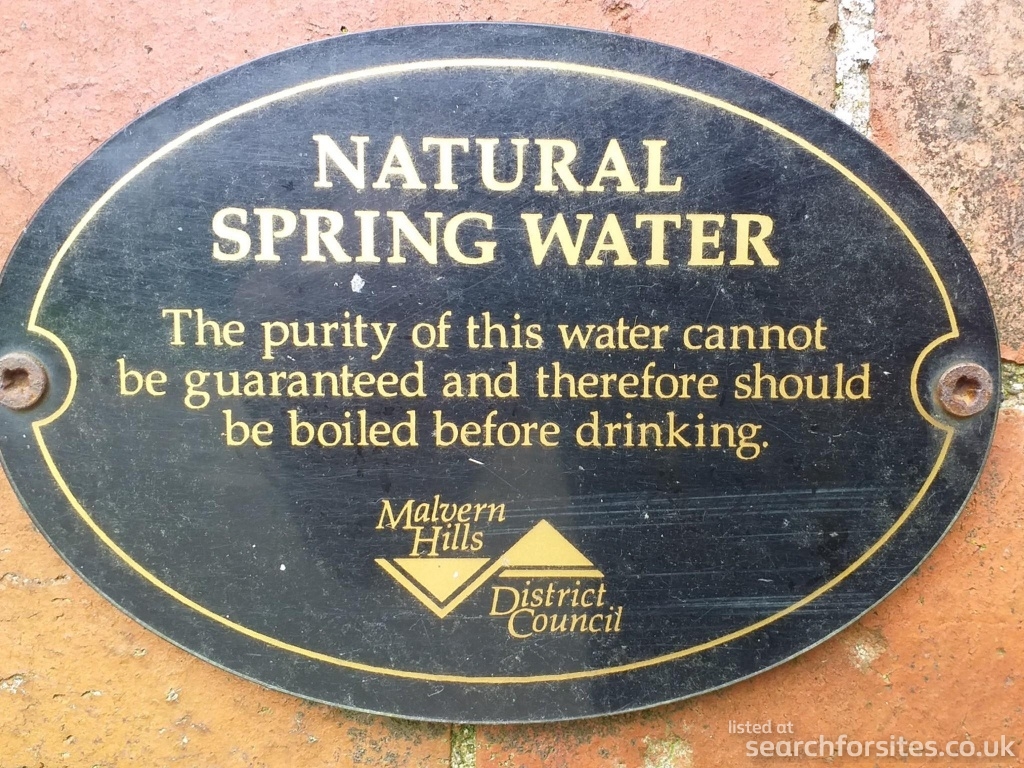 NATURAL
SPRING WATER
The purity of this water cannot
be guaranteed and therefore should
be boiled before drinking.
Malvern
Hills
District
Council
listed at
searchforsites.co.uk